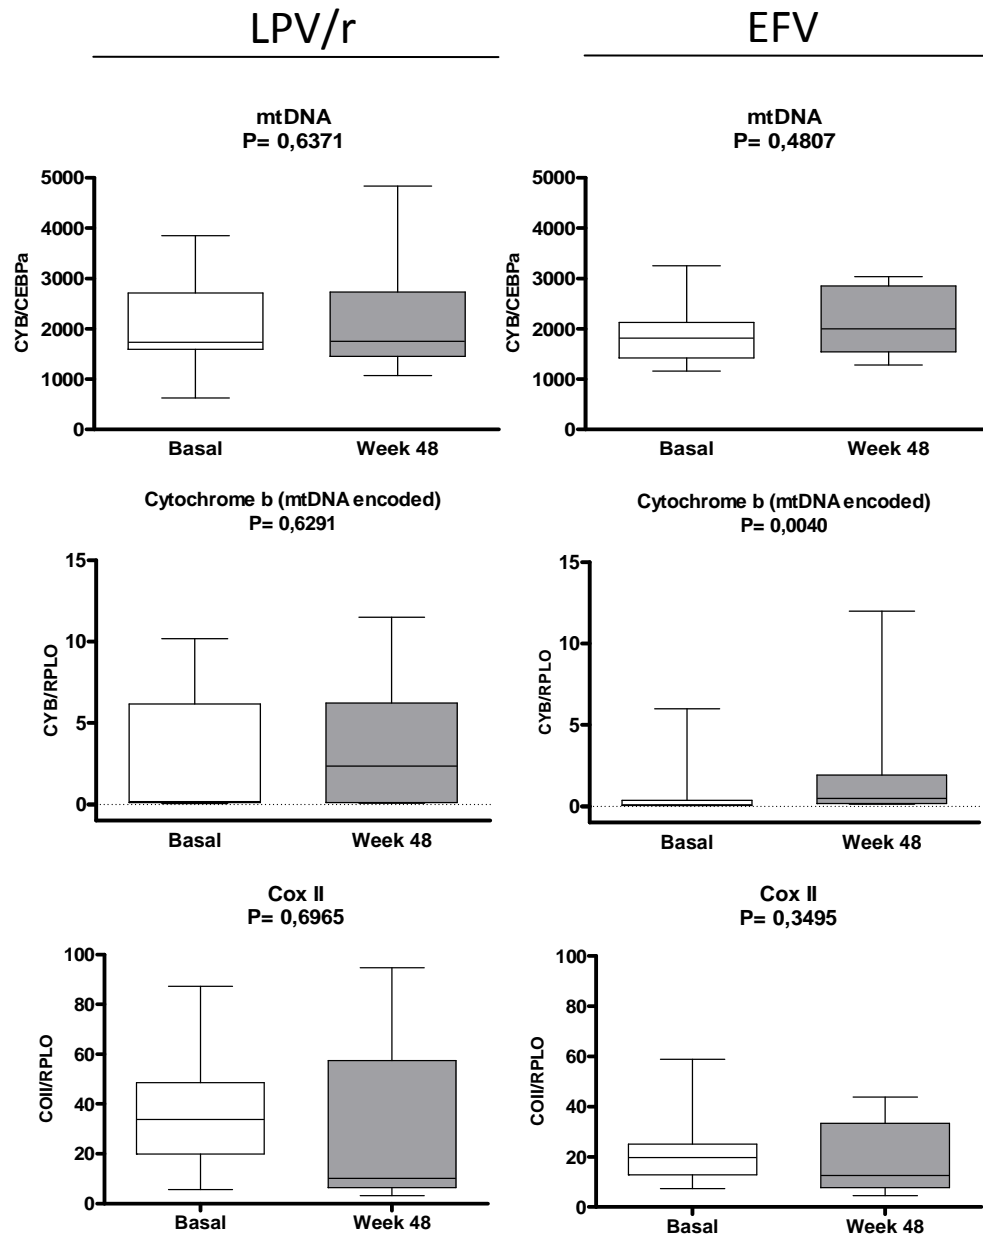 LPV/r
EFV
mtDNA
P= 0,6371
5000
4000
3000
2000
1000
0
CYB/CEBPa
Basal
Week 48
mtDNA
P= 0,4807
5000
4000
3000
2000
1000
0
CYB/CEBPa
Basal
Week 48
Cytochrome b (mtDNA encoded)
P= 0,6291
15
10
5
0
CYB/RPLO
Basal
Week 48
Cytochrome b (mtDNA encoded)
P= 0,0040
15
10
5
0
CYB/RPLO
Basal
Week 48
Cox II
P= 0,6965
100
80
60
40
20
0
COII/RPLO
Basal
Week 48
Cox II
P= 0,3495
100
80
60
40
20
0
COII/RPLO
Basal
Week 48